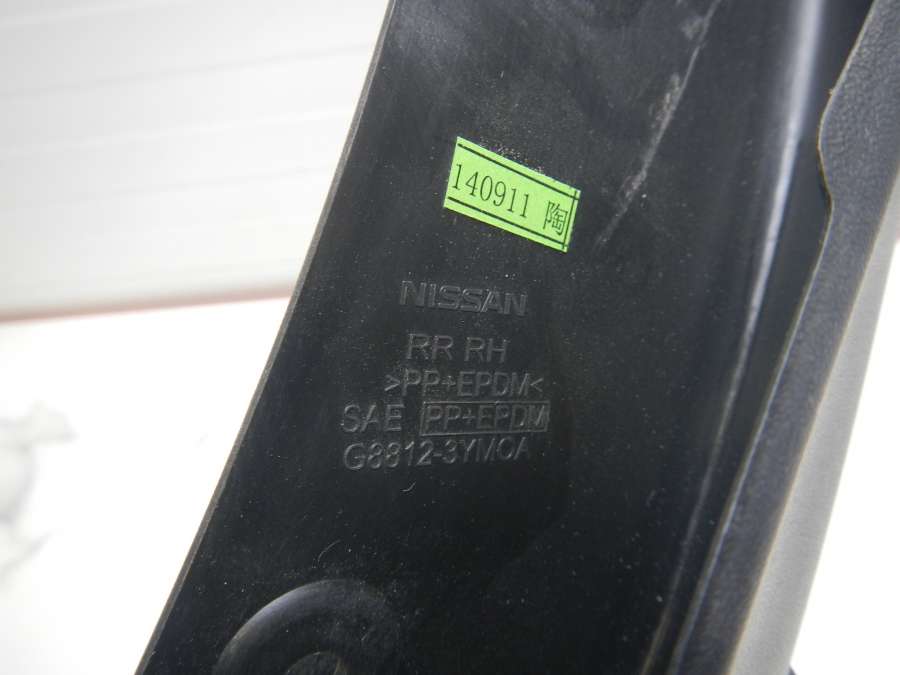 140911 陶
NISSAN
RR RH
>PP+EPDM<
SAE PP+EPDM
G8812-3YMCA